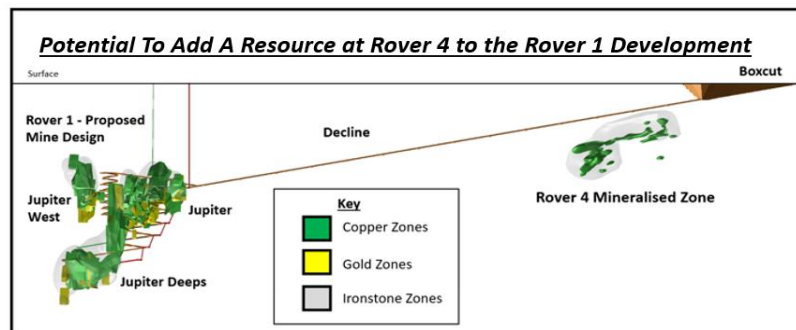 Potential To Add A Resource at Rover 4 to the Rover 1 Development
Surface
Boxcut
Rover 1 - Proposed
Mine Design
Decline
Jupiter
West
Jupiter
Rover 4 Mineralised Zone
Jupiter Deeps
Key
Copper Zones
Gold Zones
Ironstone Zones